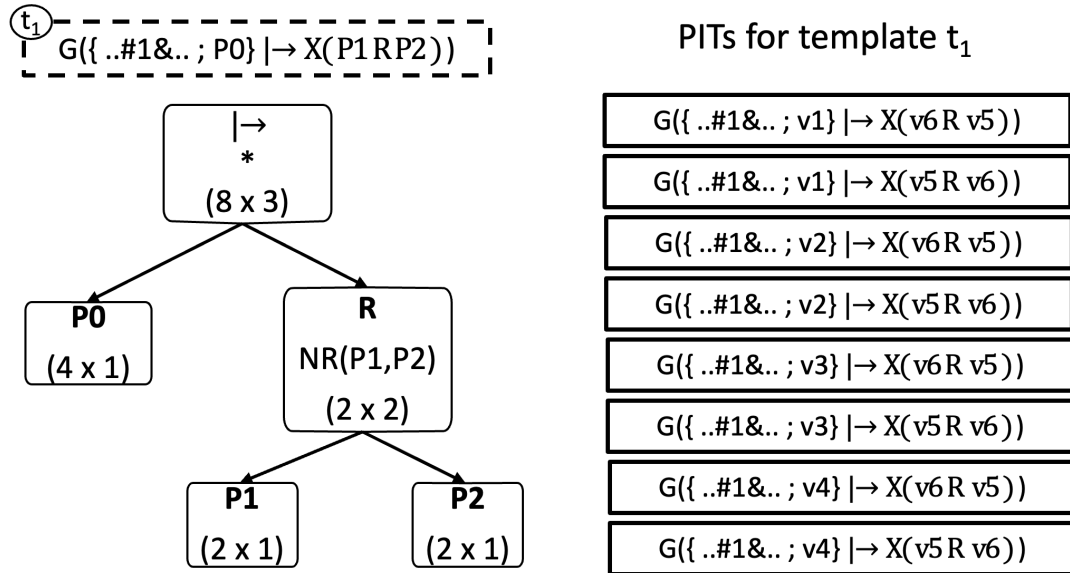 t₁
G({ ..#1&.. ; P0} |→ X(P1 R P2))
|→
*
(8 x 3)
P0
(4 x 1)
R
NR(P1,P2)
(2 x 2)
P1
(2 x 1)
P2
(2 x 1)
PITs for template t₁
G({ ..#1&.. ; v1} |→ X(v6 R v5))
G({ ..#1&.. ; v1} |→ X(v5 R v6))
G({ ..#1&.. ; v2} |→ X(v6 R v5))
G({ ..#1&.. ; v2} |→ X(v5 R v6))
G({ ..#1&.. ; v3} |→ X(v6 R v5))
G({ ..#1&.. ; v3} |→ X(v5 R v6))
G({ ..#1&.. ; v4} |→ X(v6 R v5))
G({ ..#1&.. ; v4} |→ X(v5 R v6))